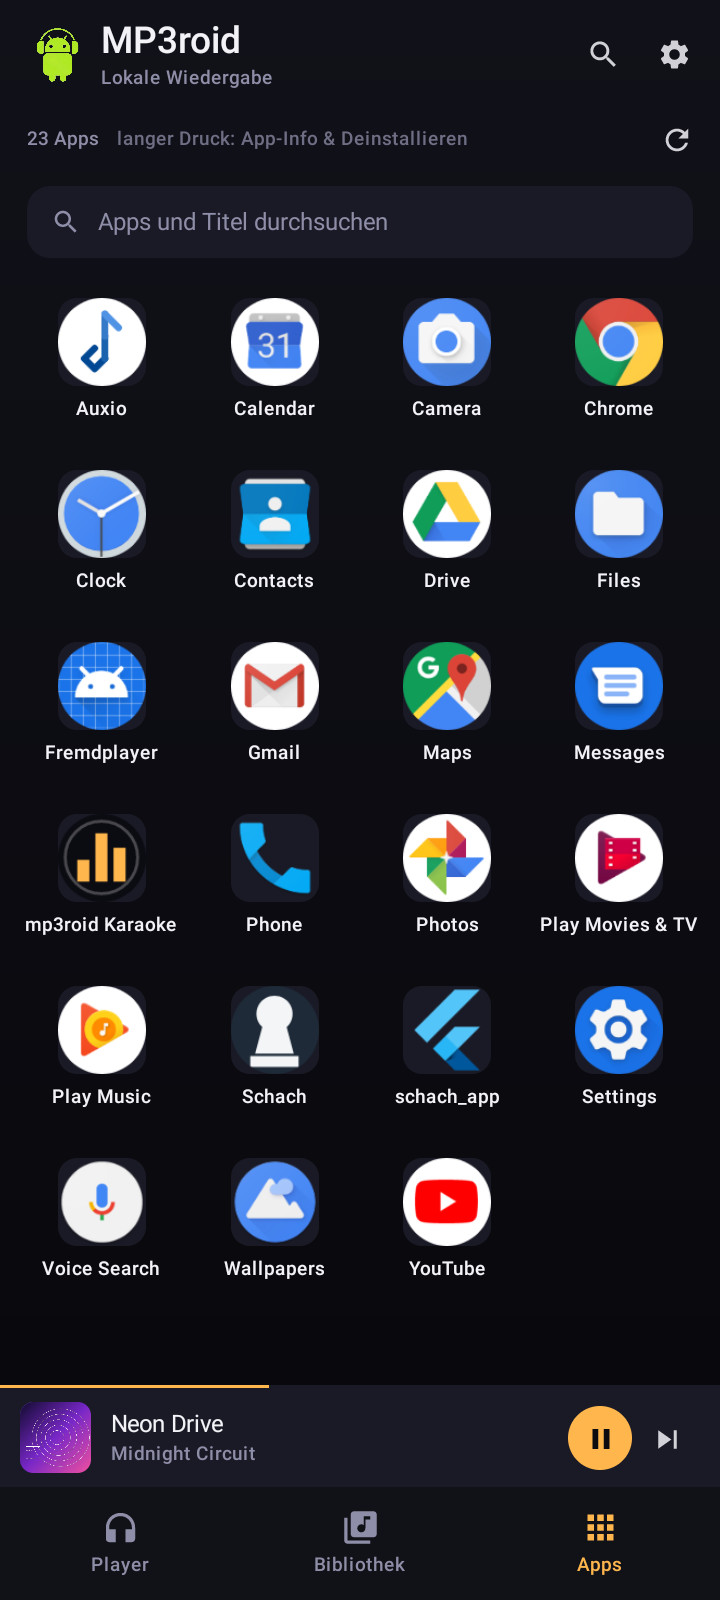 MP3roid
Lokale Wiedergabe
23 Apps langer Druck: App-Info & Deinstallieren
Apps und Titel durchsuchen
31
Auxio Calendar Camera Chrome
Clock Contacts Drive Files
G
Fremdplayer Gmail Maps Messages
mp3roid Karaoke Phone Photos Play Movies & TV
Play Music Schach schach_app Settings
Voice Search Wallpapers YouTube
Neon Drive
Midnight Circuit
Player Bibliothek Apps